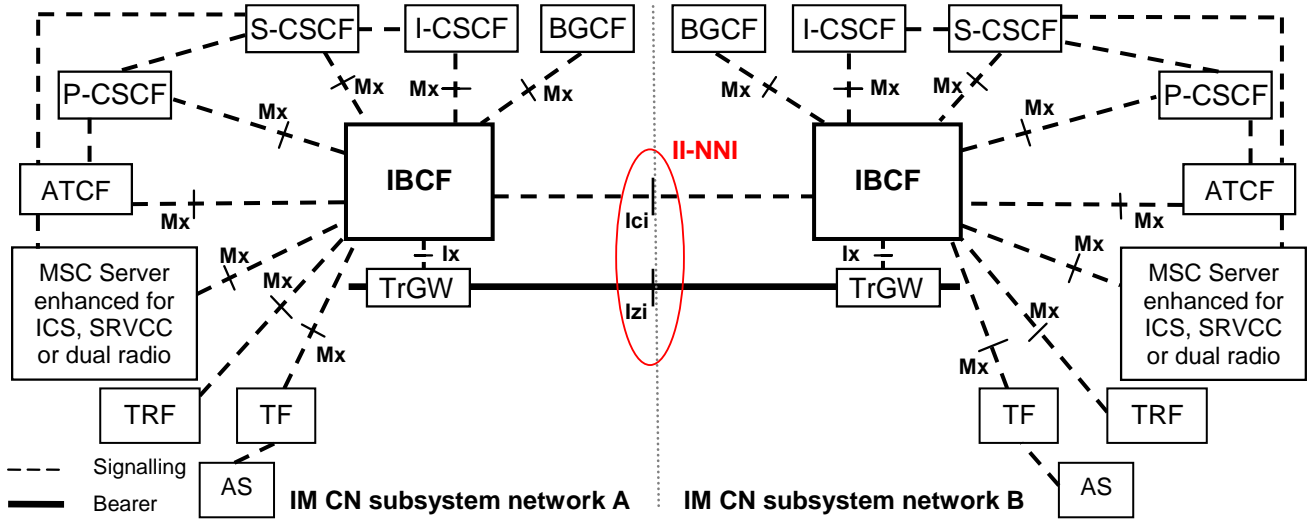 S-CSCF
I-CSCF
BGCF
BGCF
I-CSCF
S-CSCF
P-CSCF
Mx
Mx
Mx
Mx
Mx
Mx
P-CSCF
Mx
Mx
II-NNI
IBCF
IBCF
ATCF
ATCF
Mx
Ici
Mx
MSC Server
enhanced for
ICS, SRVCC
or dual radio
Mx
Ix
Ix
Mx
MSC Server
enhanced for
ICS, SRVCC
or dual radio
Mx
TrGW
Izi
TrGW
Mx
Mx
Mx
TRF
TF
TF
TRF
Signalling
AS
AS
Bearer
IM CN subsystem network A
IM CN subsystem network B